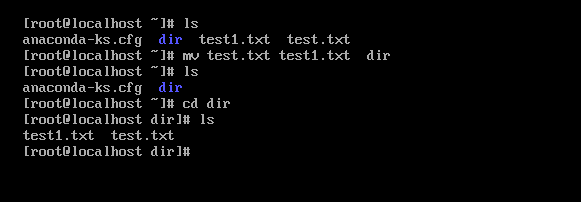 [root@localhost ~]# ls
anaconda-ks.cfg  dir  test1.txt  test.txt
[root@localhost ~]# mv test.txt test1.txt  dir
[root@localhost ~]# ls
anaconda-ks.cfg  dir
[root@localhost ~]# cd dir
[root@localhost dir]# ls
test1.txt  test.txt
[root@localhost dir]#